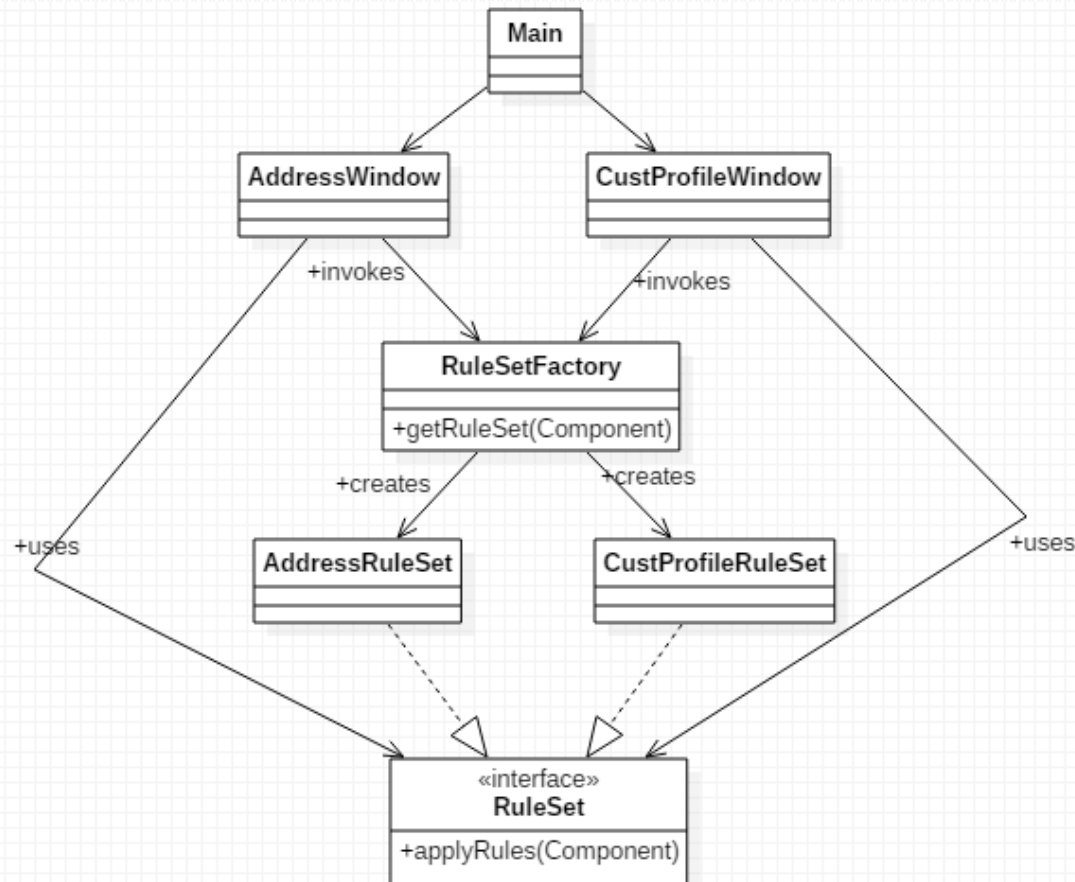 Main
AddressWindow
CustProfileWindow
+invokes
+invokes
RuleSetFactory
+getRuleSet(Component)
+creates
+creates
+uses
+uses
AddressRuleSet
CustProfileRuleSet
«interface»
RuleSet
+applyRules(Component)